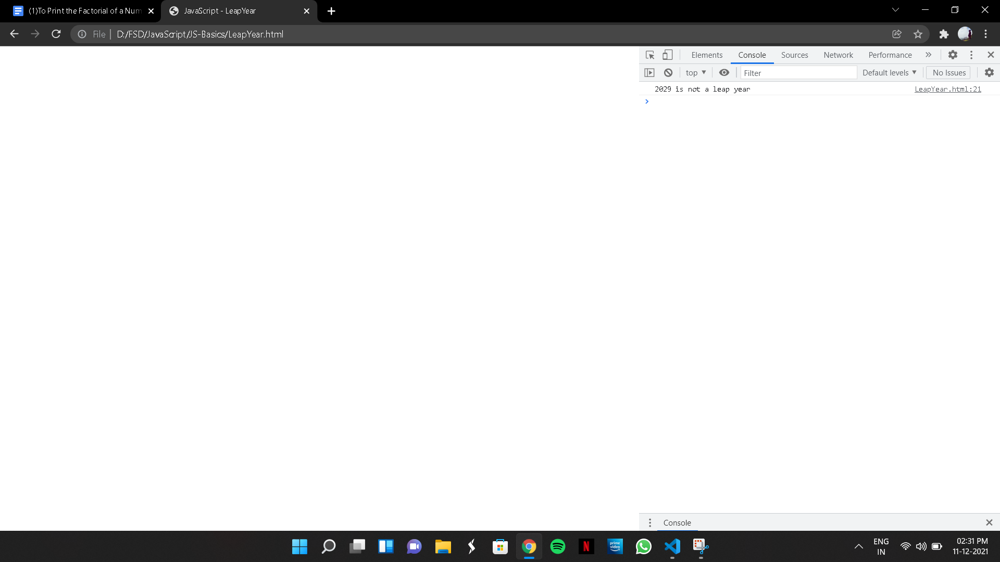 (1)To Print the Factorial of a Num
JavaScript - LeapYear
File
D:/FSD/JavaScript/JS-Basics/LeapYear.html
Elements
Console
Sources
Network
Performance
top
Filter
Default levels
No Issues
2029 is not a leap year
LeapYear.html:21
Console
N
prime video
ENG
IN
02:31 PM
11-12-2021